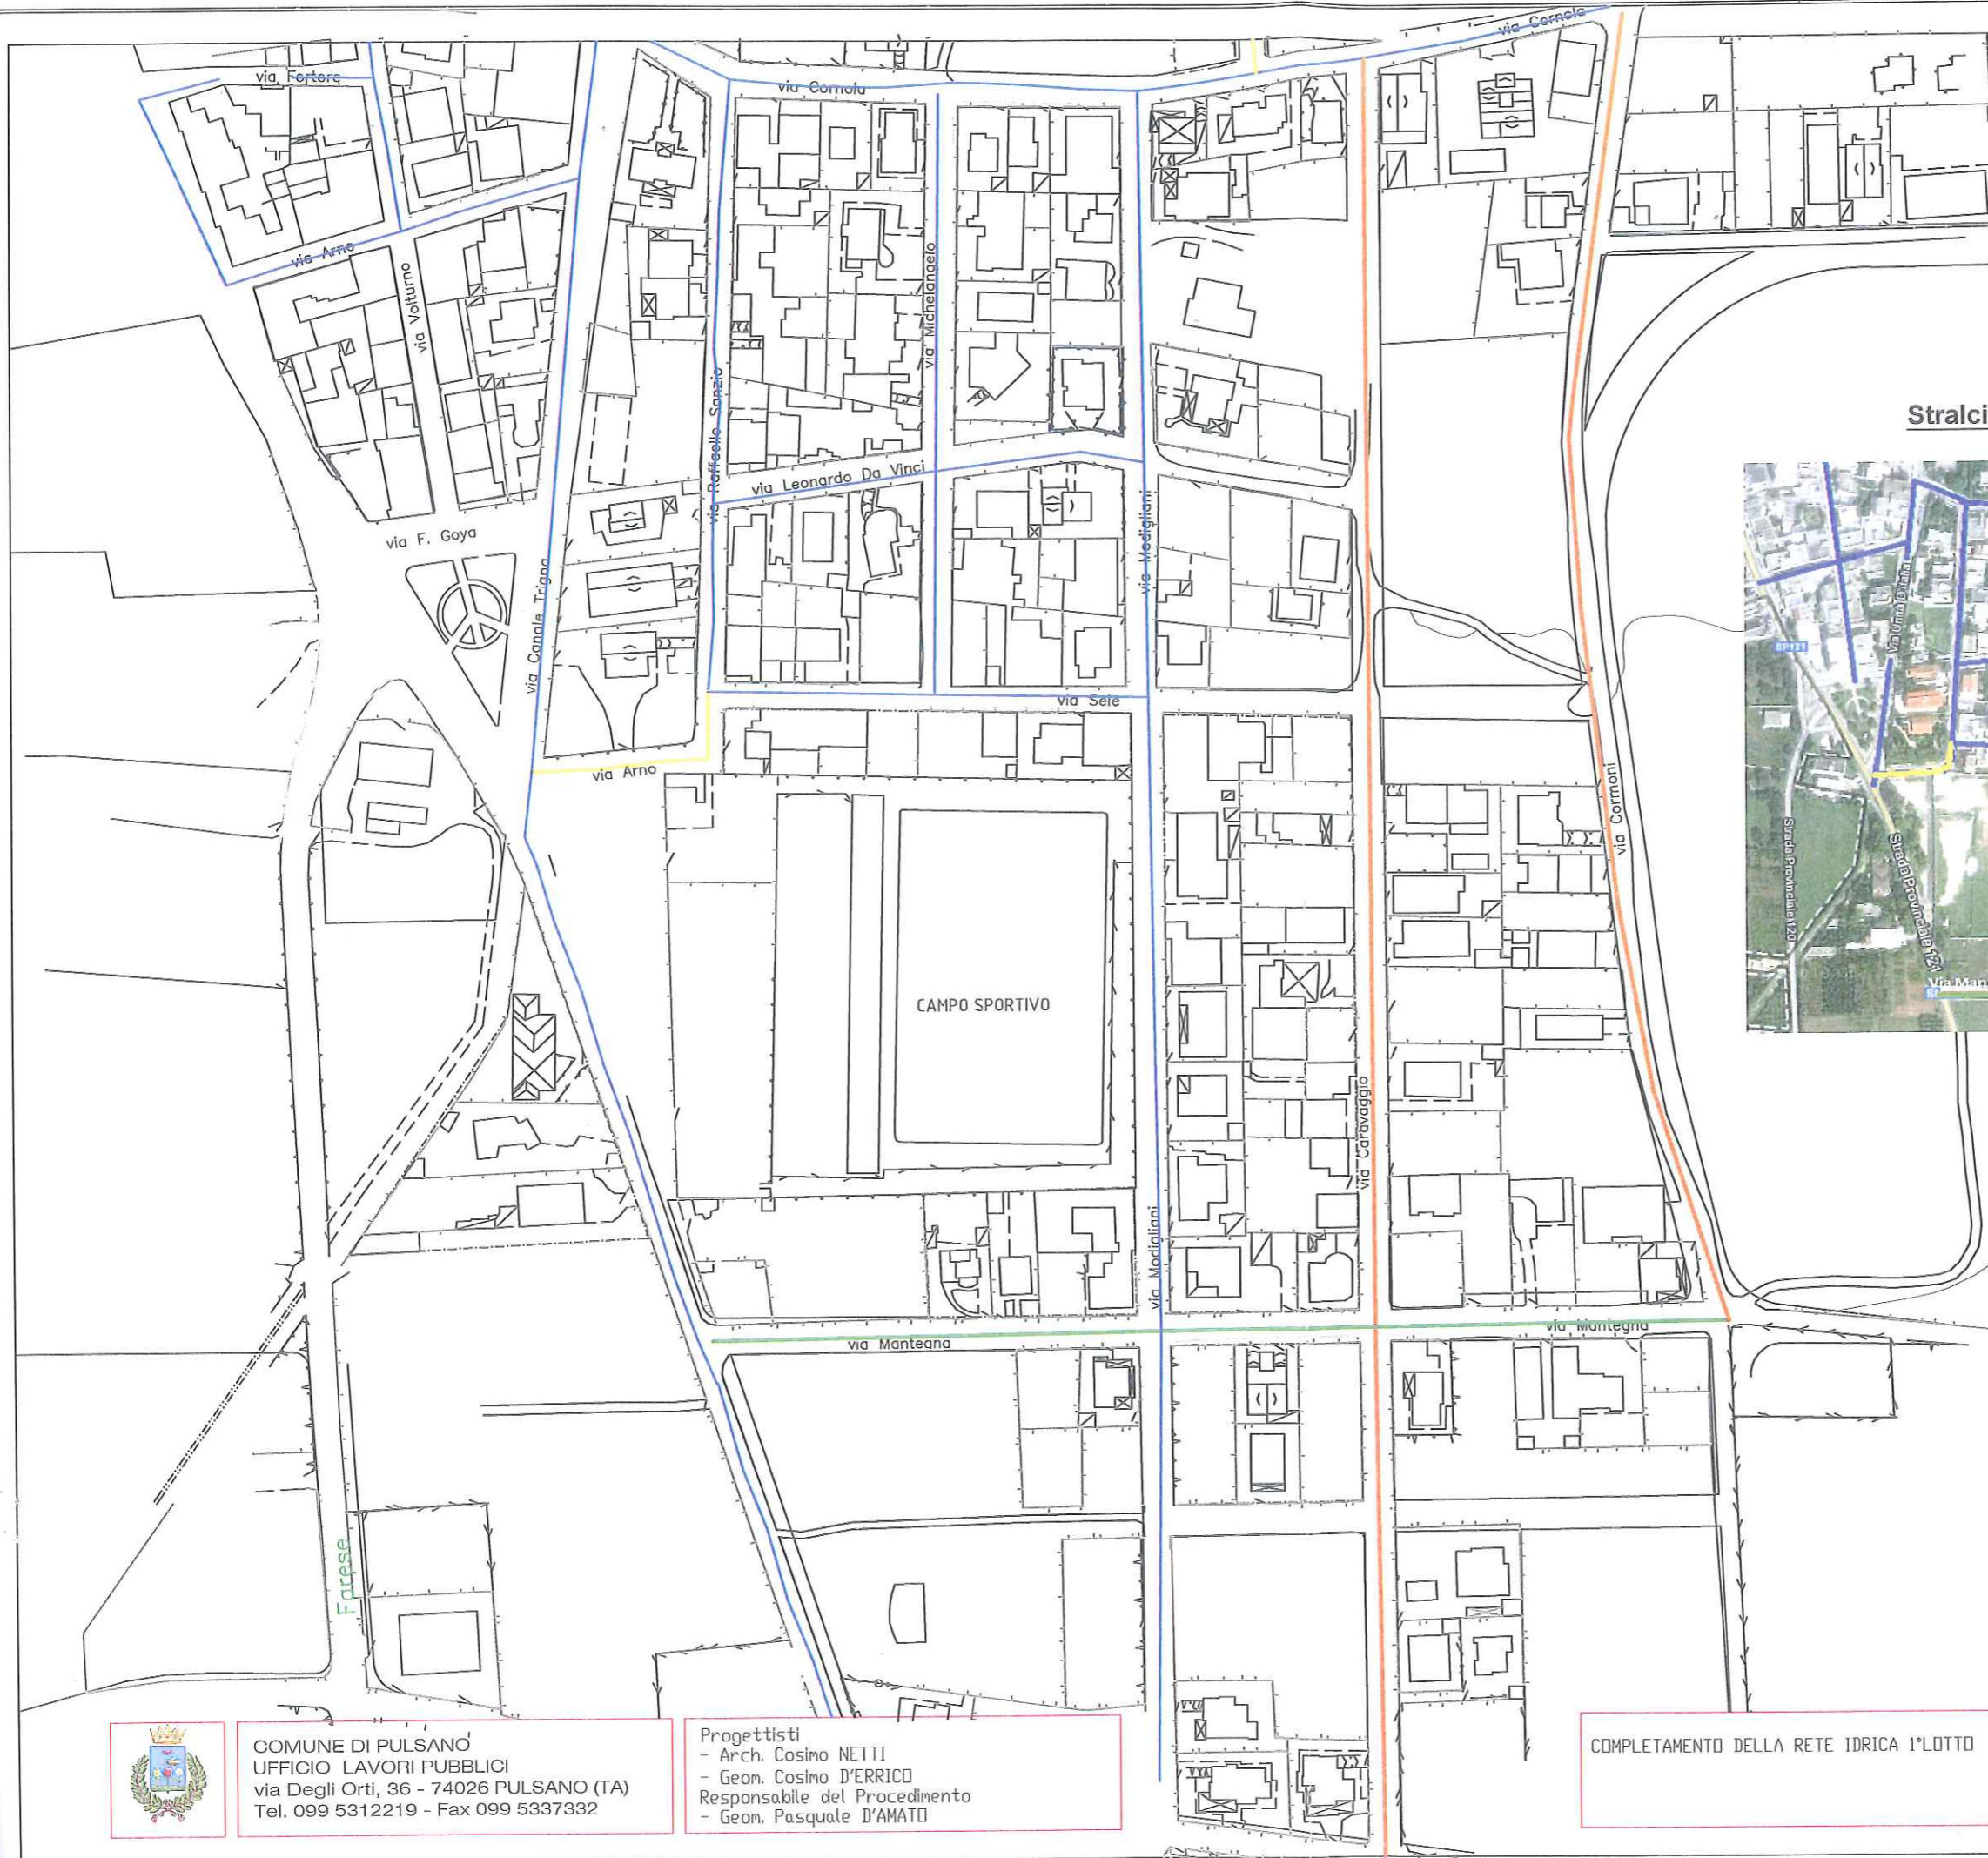 via Cornola
via Fortore
via Cornola
via Arno
via Volturno
via Michelangelo
via Raffaello Sanzio
Stralci
via Leonardo Da Vinci
via Modigliani
via F. Goya
via Canale Trigna
SP121
via Sele
via Arno
via Cormoni
Strada Provinciale 120
Strada Provinciale 121
Via Man
CAMPO SPORTIVO
via Caravaggio
via Modigliani
via Mantegna
via Mantegna
Farese
COMUNE DI PULSANO
UFFICIO LAVORI PUBBLICI
via Degli Orti, 36 - 74026 PULSANO (TA)
Tel. 099 5312219 - Fax 099 5337332
Progettisti
- Arch. Cosimo NETTI
- Geom. Cosimo D'ERRICO
Responsabile del Procedimento
- Geom. Pasquale D'AMATO
COMPLETAMENTO DELLA RETE IDRICA 1°LOTTO